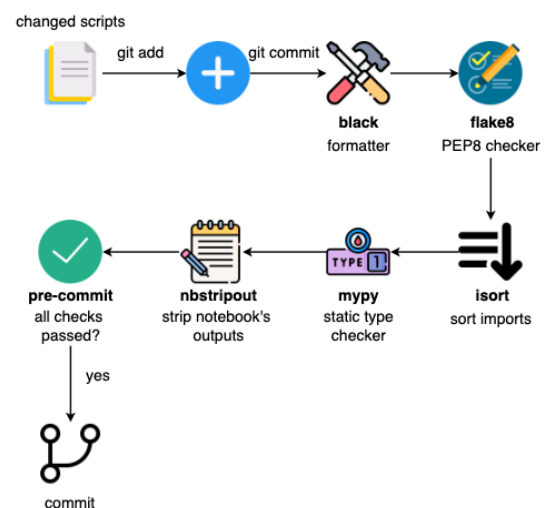 changed scripts
git add
git commit
black
formatter
flake8
PEP8 checker
isort
sort imports
TYPE 1
mypy
static type
checker
nbstripout
strip notebook's
outputs
pre-commit
all checks
passed?
yes
commit